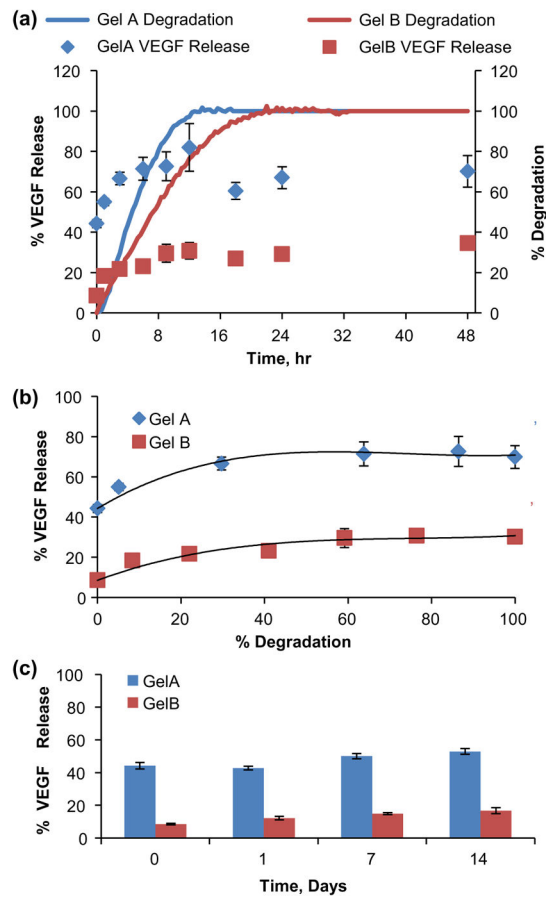 (a)
Gel A Degradation
Gel B Degradation
GelA VEGF Release
GelB VEGF Release
120
100
80
60
40
20
0
% VEGF Release
120
100
80
60
40
20
0
% Degradation
0 8 16 24 32 40 48
Time, hr
(b)
Gel A
Gel B
100
80
60
40
20
0
% VEGF Release
0 20 40 60 80 100
% Degradation
(c)
GelA
GelB
100
80
60
40
20
0
% VEGF Release
0 1 7 14
Time, Days